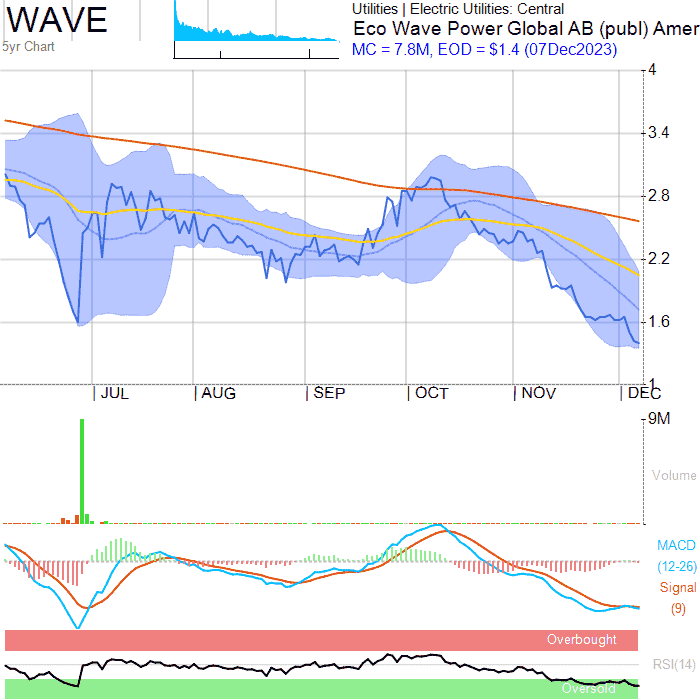 WAVE
5yr Chart
Utilities | Electric Utilities: Central
Eco Wave Power Global AB (publ) Amer
MC = 7.8M, EOD = $1.4 (07Dec2023)
4
3.4
2.8
2.2
1.6
1
JUL AUG SEP OCT NOV DEC
9M
Volume
MACD
(12-26)
Signal
(9)
Overbought
RSI(14)
Oversold